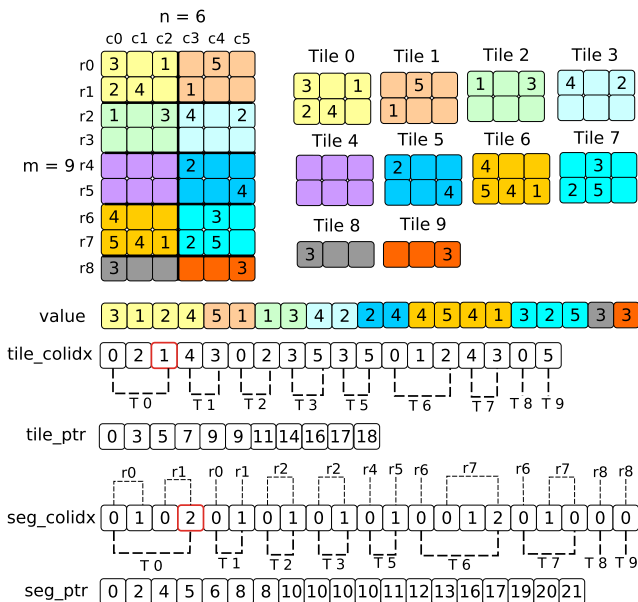 n = 6
c0 c1 c2 c3 c4 c5
m = 9
r0 3 1 5
r1 2 4 1
r2 1 3 4 2
r3
r4 2
r5 4
r6 4 3
r7 5 4 1 2 5
r8 3 3
Tile 0 Tile 1 Tile 2 Tile 3
3 1 5 1 3 4 2
2 4 1
Tile 4 Tile 5 Tile 6 Tile 7
2 4 3
4 5 4 1 2 5
Tile 8 Tile 9
3 3
value 3 1 2 4 5 1 1 3 4 2 2 4 4 5 4 1 3 2 5 3 3
tile_colidx 0 2 1 4 3 0 2 3 5 3 5 0 1 2 4 3 0 5
T 0 T 1 T 2 T 3 T 5 T 6 T 7 T 8 T 9
tile_ptr 0 3 5 7 9 9 11 14 16 17 18
r0 r1 r0 r1 r2 r2 r4 r5 r6 r7 r6 r7 r8 r8
seg_colidx 0 1 0 2 0 1 0 1 0 1 0 1 0 0 1 2 0 1 0 0 0
T 0 T 1 T 2 T 3 T 5 T 6 T 7 T 8 T 9
seg_ptr 0 2 4 5 6 8 8 10 10 10 10 11 12 13 16 17 19 20 21